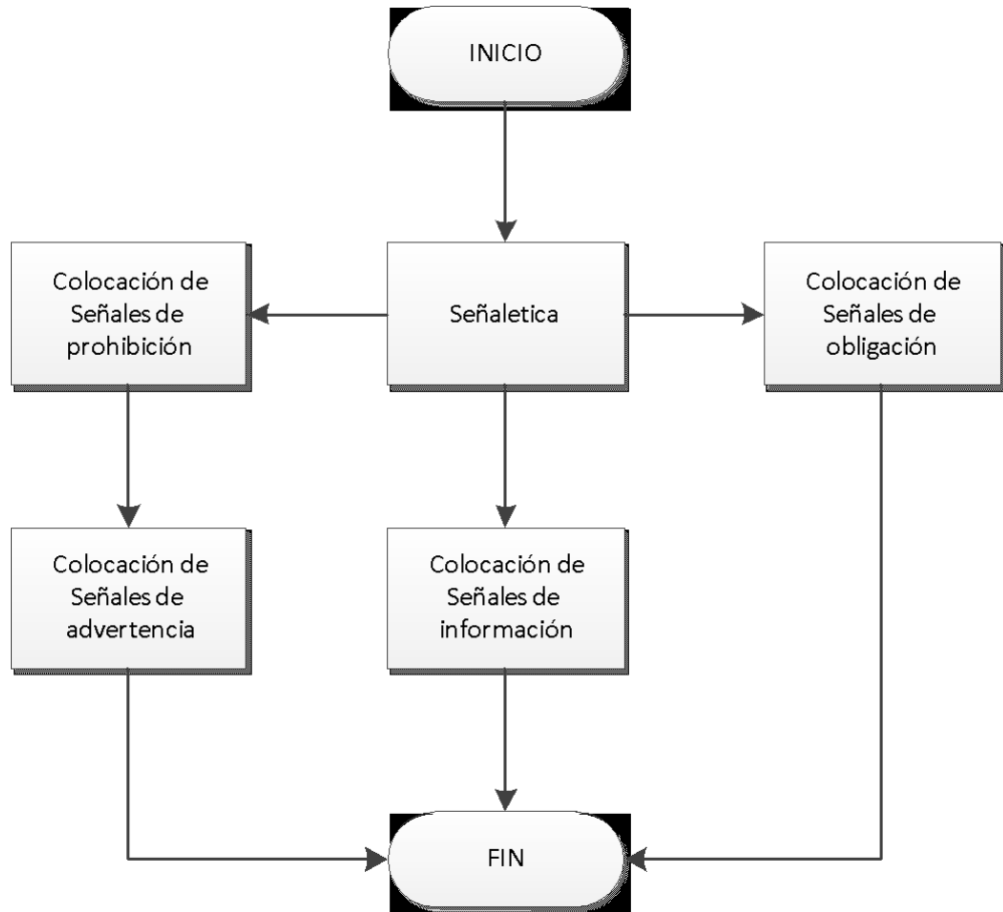 INICIO
Colocación de
Señales de
prohibición
Señaletica
Colocación de
Señales de
obligación
Colocación de
Señales de
advertencia
Colocación de
Señales de
información
FIN